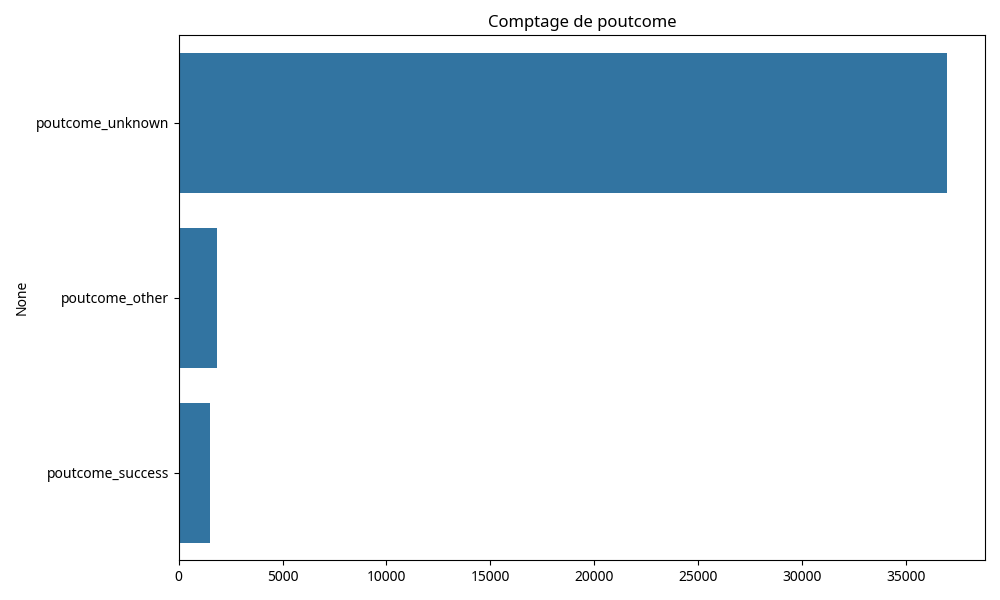 Comptage de poutcome
poutcome_unknown
poutcome_other
poutcome_success
None
0 5000 10000 15000 20000 25000 30000 35000